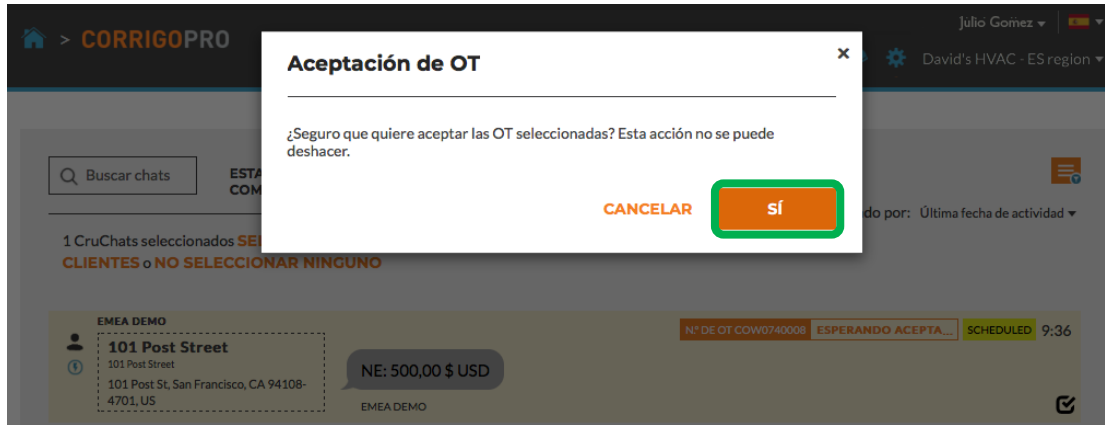 Julio Gomez
> CORRIGOPRO
David's HVAC - ES region
Aceptación de OT
×
¿Seguro que quiere aceptar las OT seleccionadas? Esta acción no se puede
deshacer.
CANCELAR
SÍ
Buscar chats
ESTA
COM
do por: Última fecha de actividad
1 CruChats seleccionados SEL
CLIENTES o NO SELECCIONAR NINGUNO
EMEA DEMO
N.º DE OT COW0740008 ESPERANDO ACEPTA... SCHEDULED 9:36
101 Post Street
101 Post Street
101 Post St, San Francisco, CA 94108-
4701, US
NE: 500,00 $ USD
EMEA DEMO